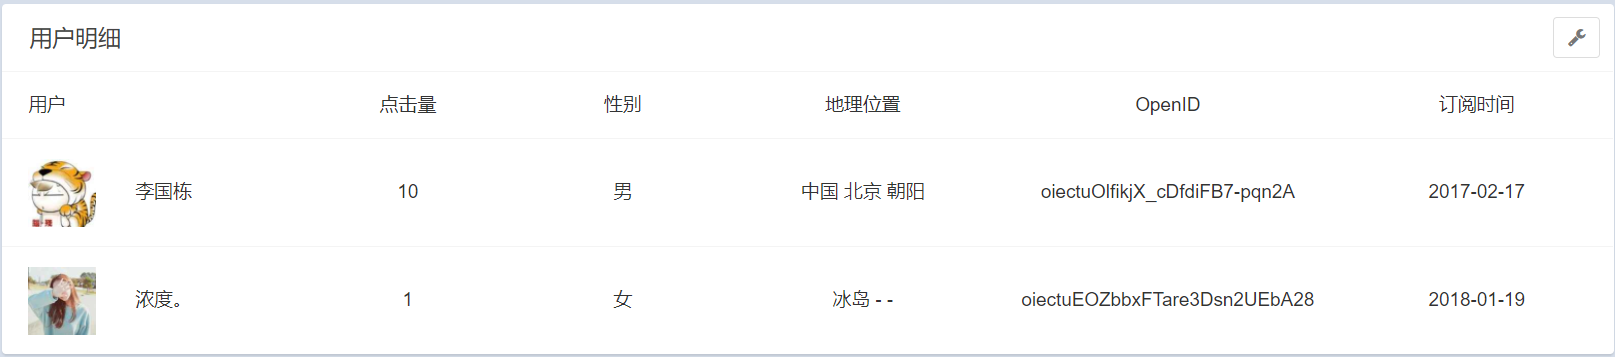 用户明细
用户 点击量 性别 地理位置 OpenID 订阅时间
李国栋 10 男 中国 北京 朝阳 oiectuOlfikjX_cDfdiFB7-pqn2A 2017-02-17
浓度。 1 女 冰岛 - - oiectuEOZbbxFTare3Dsn2UEbA28 2018-01-19